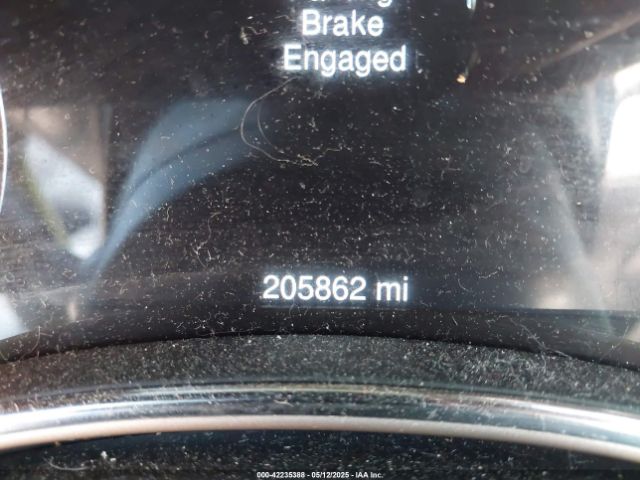 Brake
Engaged
205862 mi
000-42235388 - 05/12/2025 - IAA Inc.